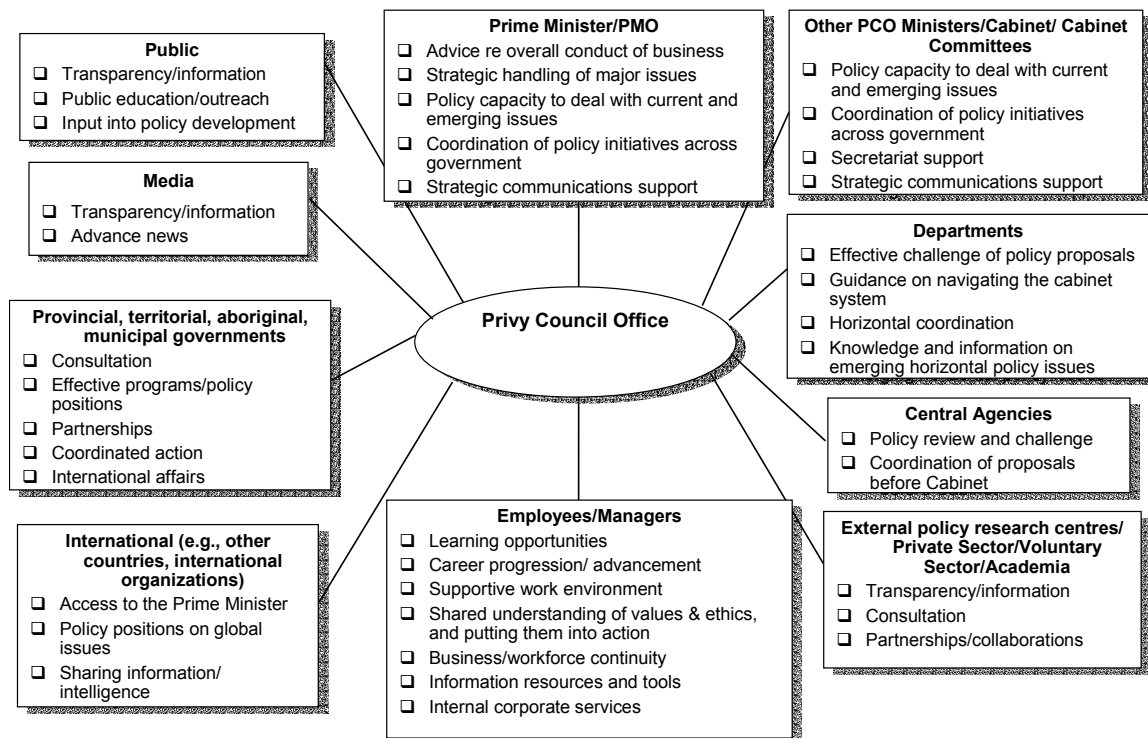 Public
❑ Transparency/information
❑ Public education/outreach
❑ Input into policy development
Media
❑ Transparency/information
❑ Advance news
Provincial, territorial, aboriginal,
municipal governments
❑ Consultation
❑ Effective programs/policy
positions
❑ Partnerships
❑ Coordinated action
❑ International affairs
International (e.g., other
countries, international
organizations)
❑ Access to the Prime Minister
❑ Policy positions on global
issues
❑ Sharing information/
intelligence
Prime Minister/PMO
❑ Advice re overall conduct of business
❑ Strategic handling of major issues
❑ Policy capacity to deal with current and
emerging issues
❑ Coordination of policy initiatives across
government
❑ Strategic communications support
Privy Council Office
Employees/Managers
❑ Learning opportunities
❑ Career progression/ advancement
❑ Supportive work environment
❑ Shared understanding of values & ethics,
and putting them into action
❑ Business/workforce continuity
❑ Information resources and tools
❑ Internal corporate services
Other PCO Ministers/Cabinet/ Cabinet
Committees
❑ Policy capacity to deal with current
and emerging issues
❑ Coordination of policy initiatives
across government
❑ Secretariat support
❑ Strategic communications support
Departments
❑ Effective challenge of policy proposals
❑ Guidance on navigating the cabinet
system
❑ Horizontal coordination
❑ Knowledge and information on
emerging horizontal policy issues
Central Agencies
❑ Policy review and challenge
❑ Coordination of proposals
before Cabinet
External policy research centres/
Private Sector/Voluntary
Sector/Academia
❑ Transparency/information
❑ Consultation
❑ Partnerships/collaborations